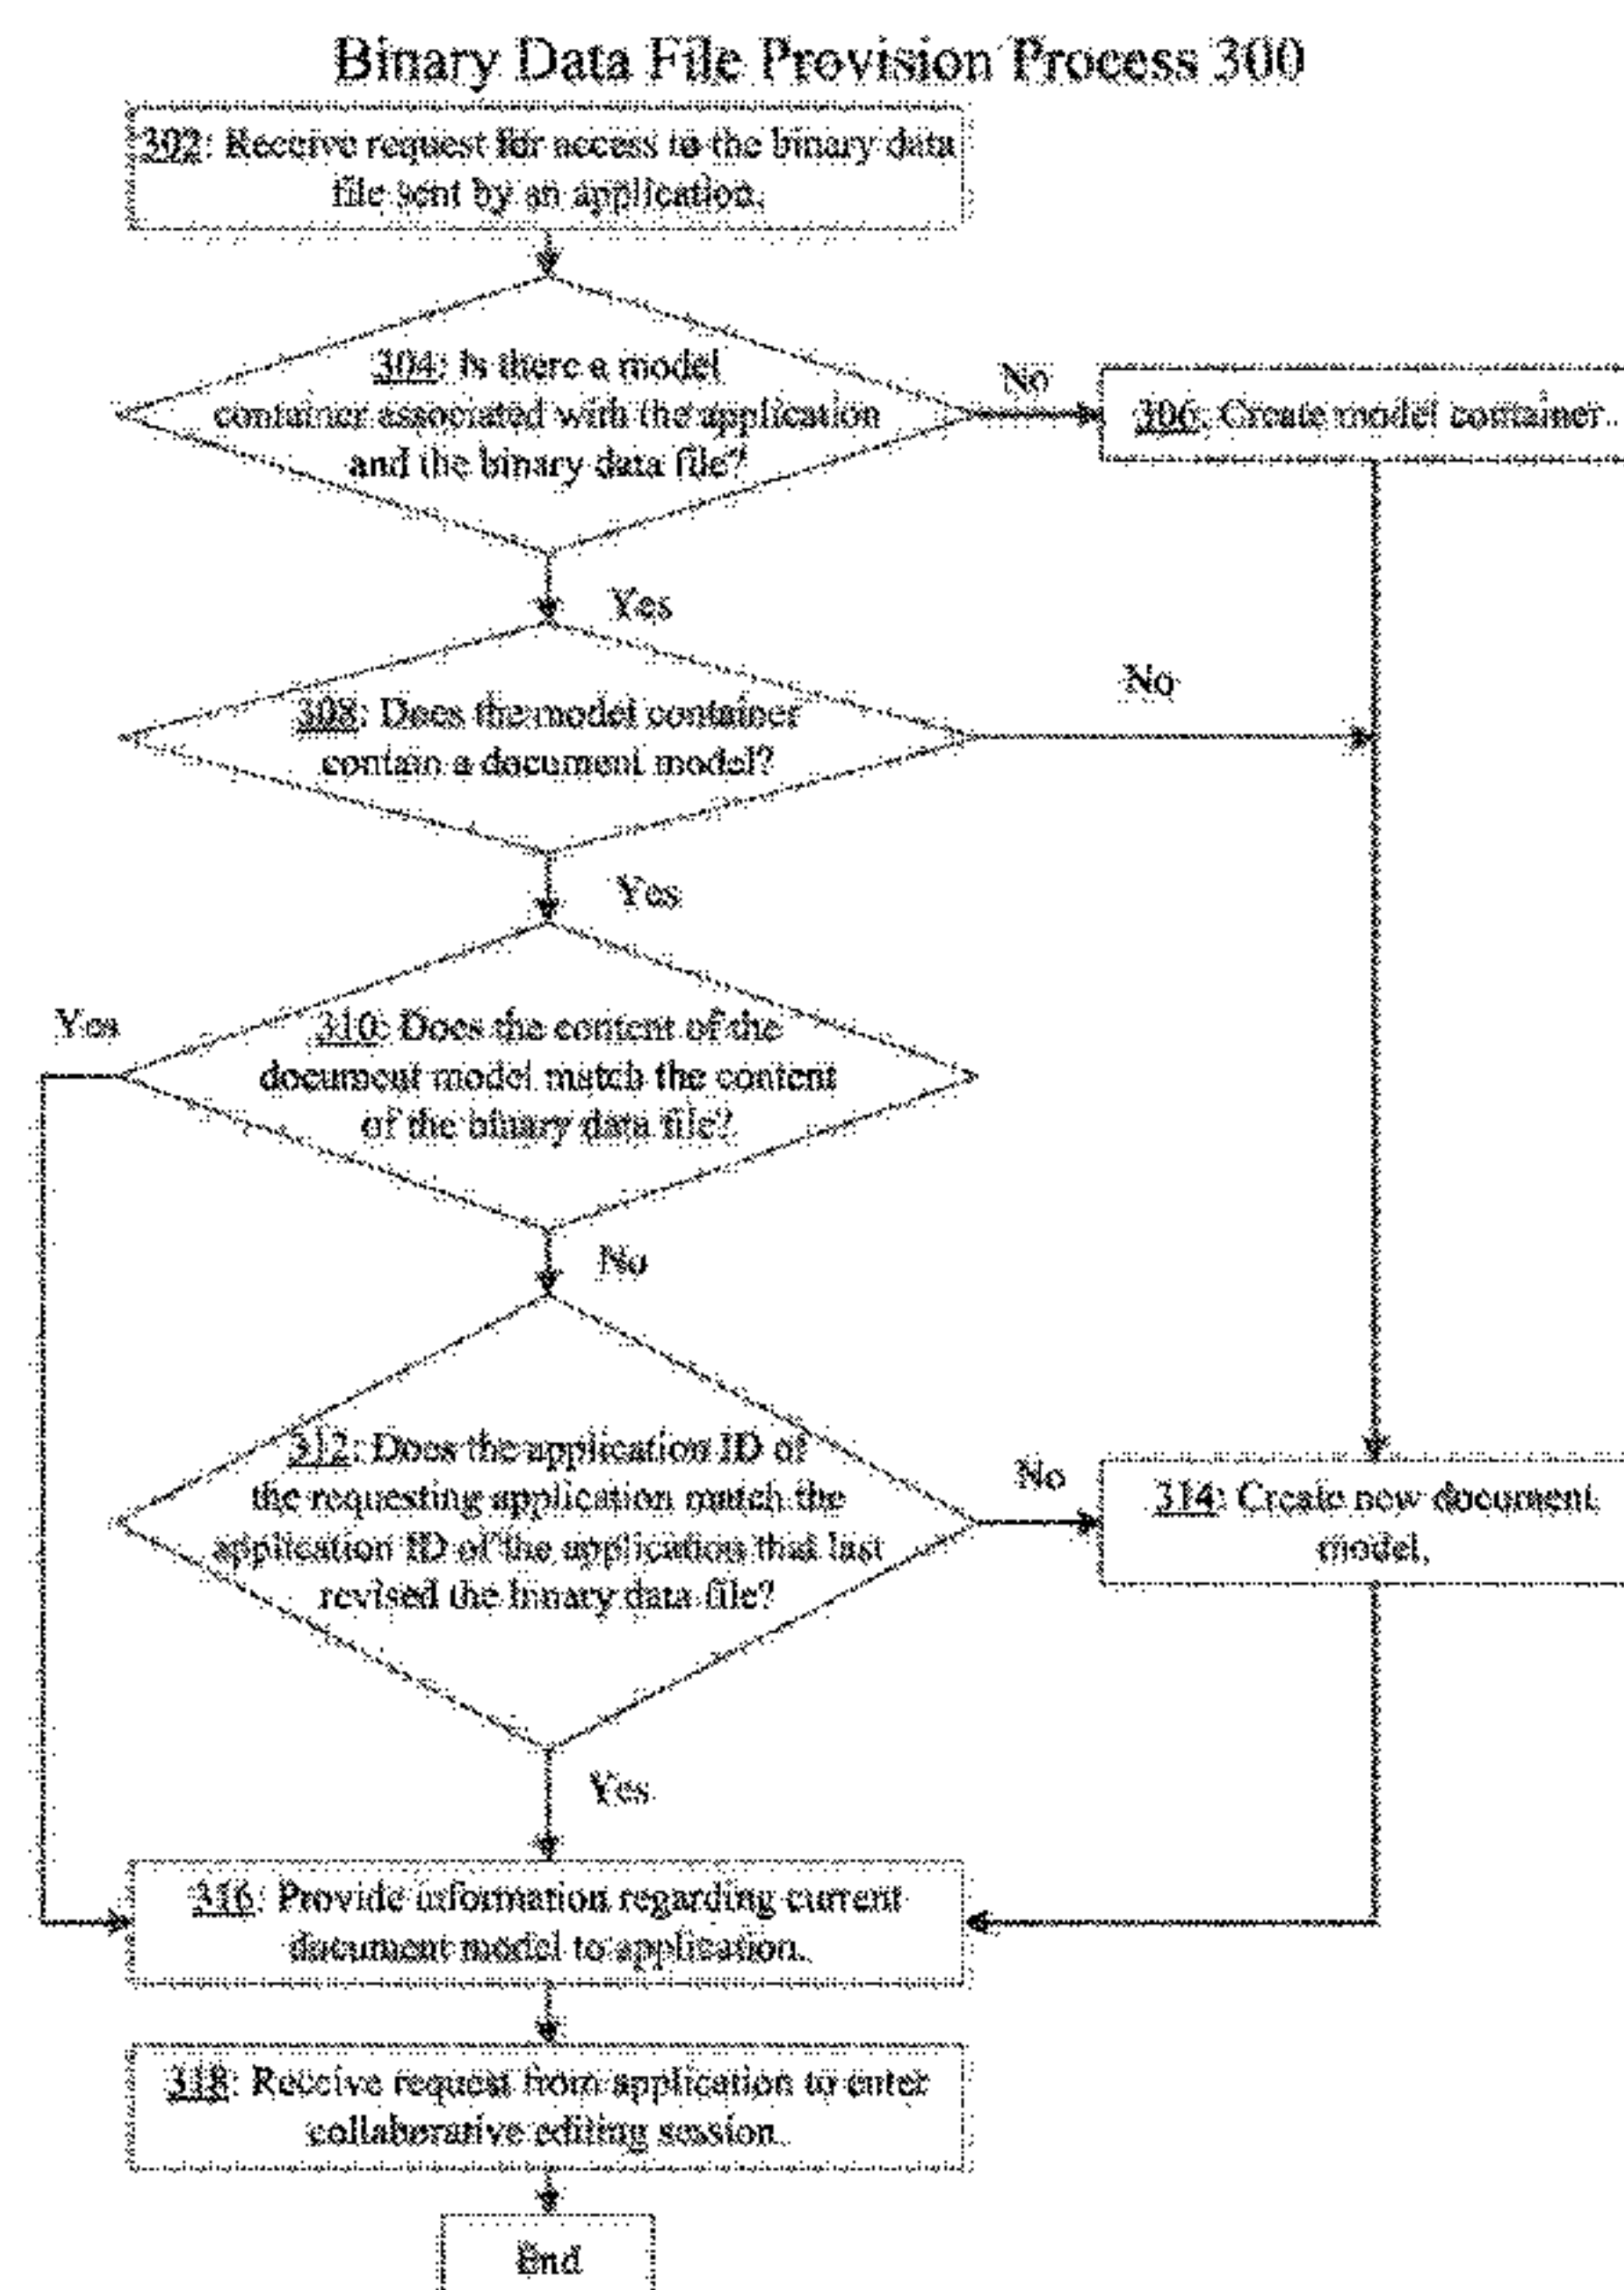 Binary Data File Provision Process 300
302: Receive request for access to the binary data
file sent by an application.
304: Is there a model
container associated with the application
and the binary data file?
No
306: Create model container.
Yes
308: Does the model container
contain a document model?
No
Yes
310: Does the content of the
document model match the content
of the binary data file?
Yes
No
312: Does the application ID of
the requesting application match the
application ID of the application that last
revised the binary data file?
No
314: Create new document
model.
Yes
316: Provide information regarding current
document model to application.
318: Receive request from application to enter
collaborative editing session.
End